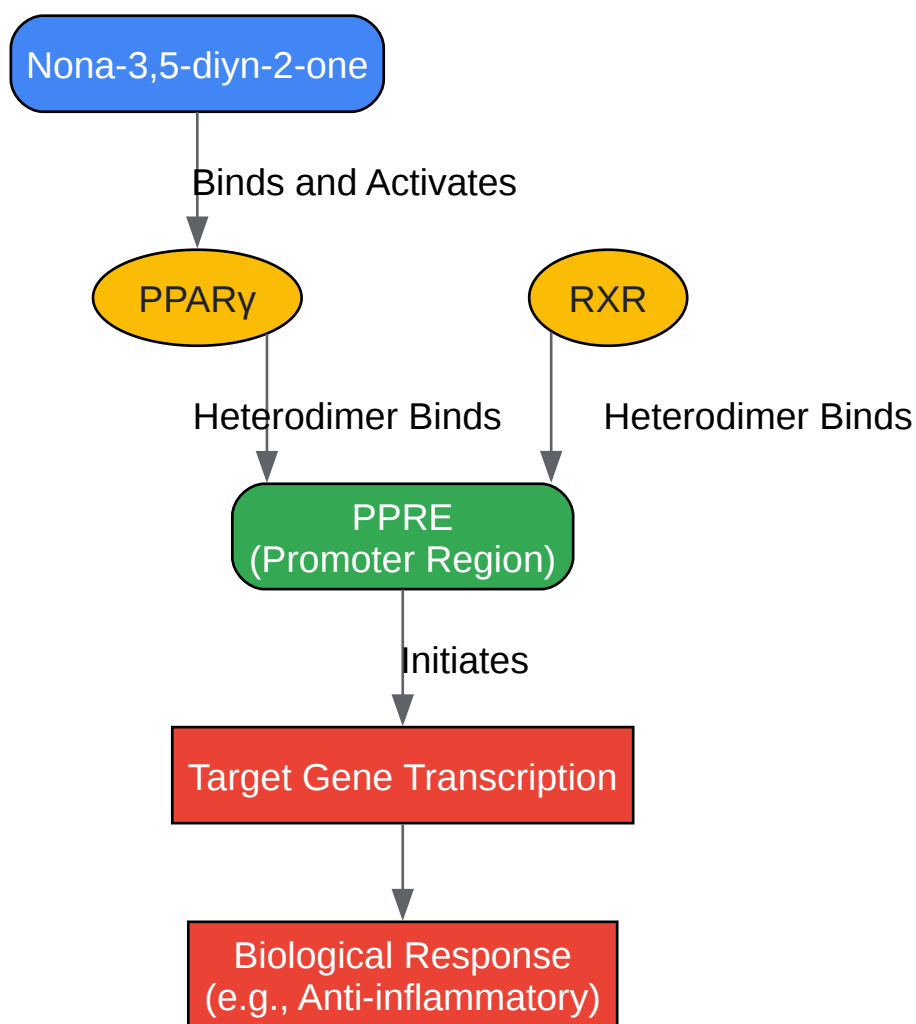 Nona-3,5-diyn-2-one
Binds and Activates
PPARγ
RXR
Heterodimer Binds
Heterodimer Binds
PPRE
(Promoter Region)
Initiates
Target Gene Transcription
Biological Response
(e.g., Anti-inflammatory)